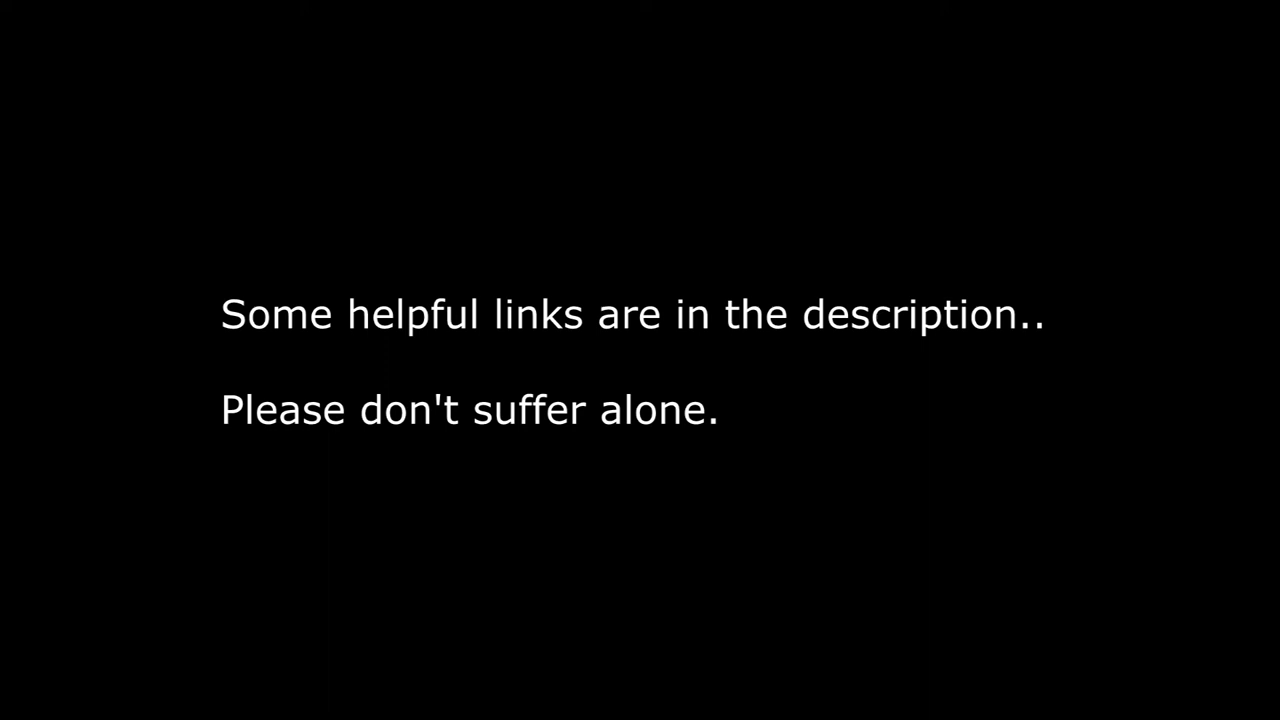 Some helpful links are in the description..
Please don't suffer alone.